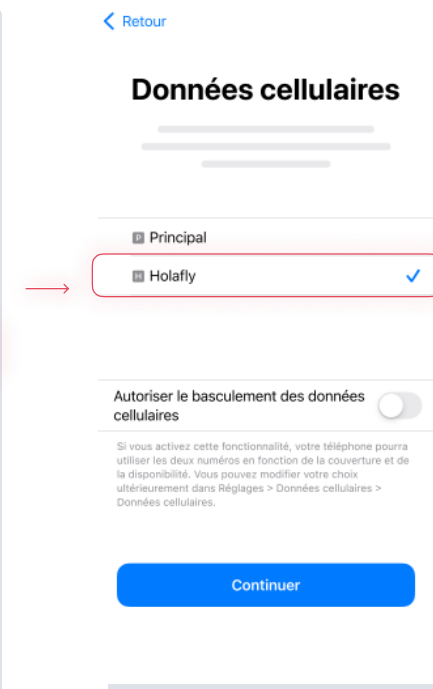 Retour
Données cellulaires
P Principal
H Holafly
Autoriser le basculement des données
cellulaires
Si vous activez cette fonctionnalité, votre téléphone pourra
utiliser les deux numéros en fonction de la couverture et de
la disponibilité. Vous pouvez modifier votre choix
ultérieurement dans Réglages > Données cellulaires >
Données cellulaires.
Continuer